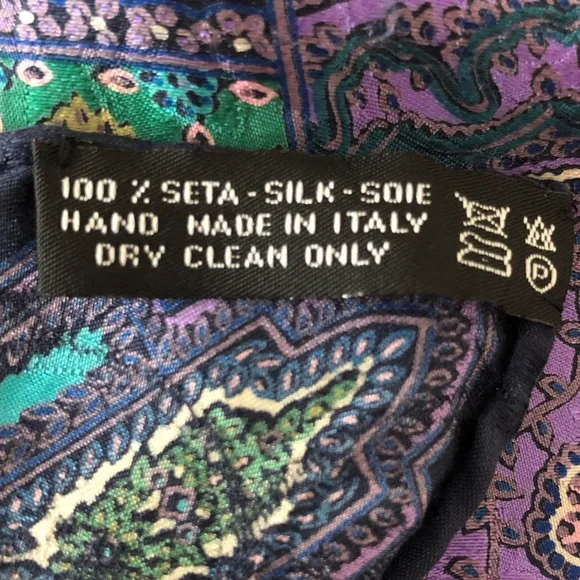 100 % SETA - SILK - SOIE
HAND MADE IN ITALY
DRY CLEAN ONLY
P